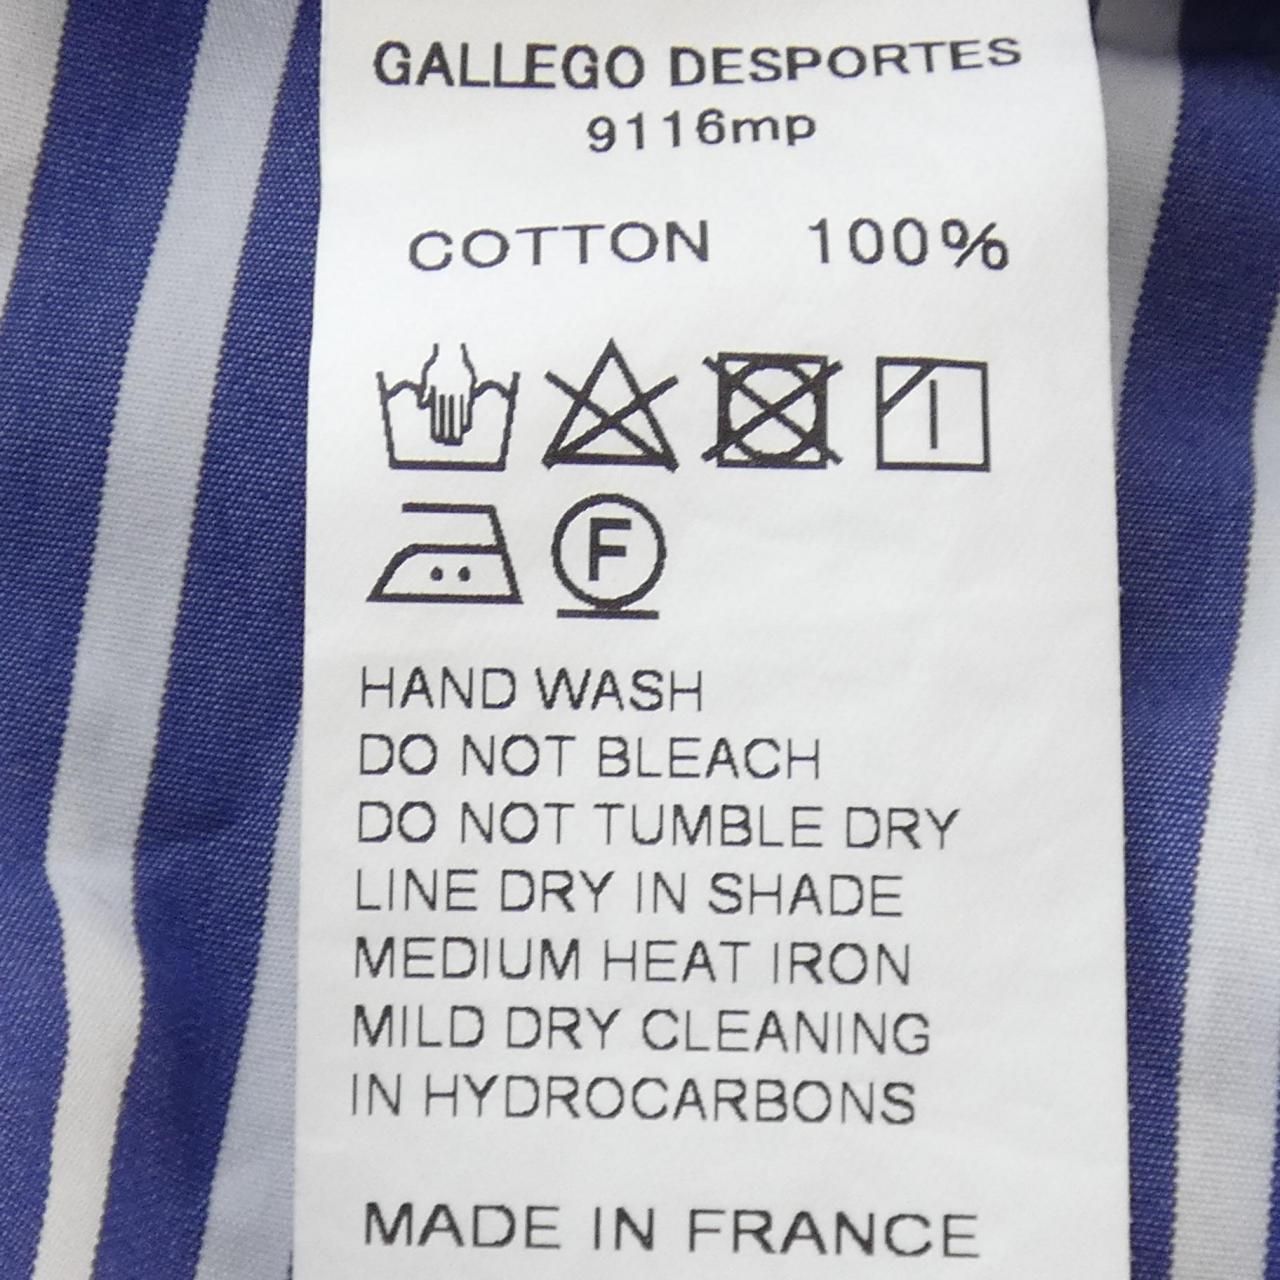 GALLEGO DESPORTES
9116mp
COTTON 100%
F
HAND WASH
DO NOT BLEACH
DO NOT TUMBLE DRY
LINE DRY IN SHADE
MEDIUM HEAT IRON
MILD DRY CLEANING
IN HYDROCARBONS
MADE IN FRANCE